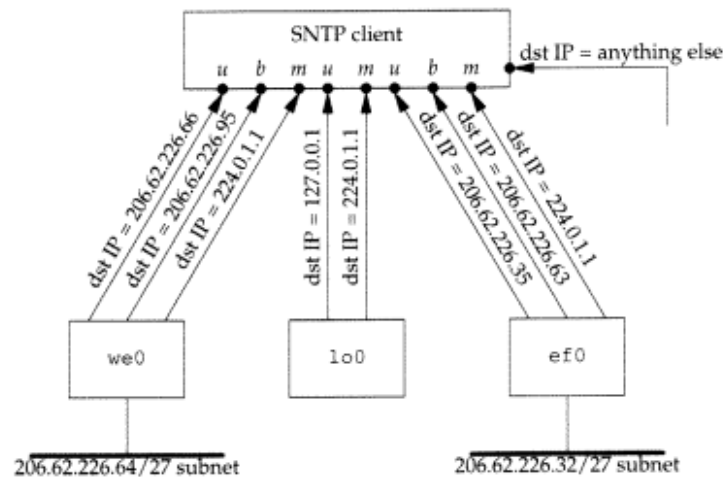 SNTP client
dst IP = anything else
u b m u m u b m
dst IP = 206.62.226.66
dst IP = 206.62.226.95
dst IP = 224.0.1.1
dst IP = 127.0.0.1
dst IP = 224.0.1.1
dst IP = 206.62.226.35
dst IP = 206.62.226.63
dst IP = 224.0.1.1
we0
lo0
ef0
206.62.226.64/27 subnet
206.62.226.32/27 subnet